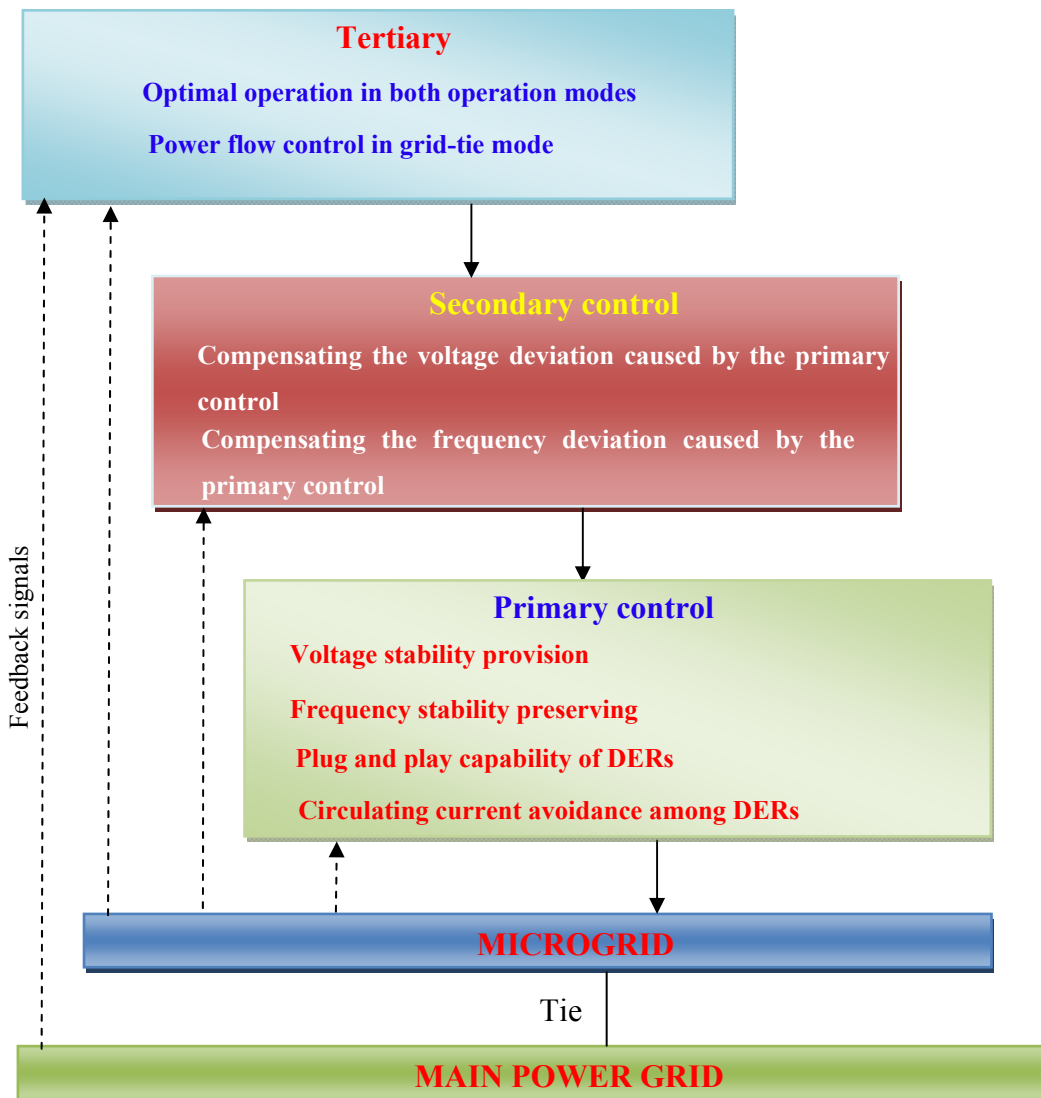 Tertiary
Optimal operation in both operation modes
Power flow control in grid-tie mode
Secondary control
Compensating the voltage deviation caused by the primary
control
Compensating the frequency deviation caused by the
primary control
Primary control
Voltage stability provision
Frequency stability preserving
Plug and play capability of DERs
Circulating current avoidance among DERs
Feedback signals
MICROGRID
Tie
MAIN POWER GRID